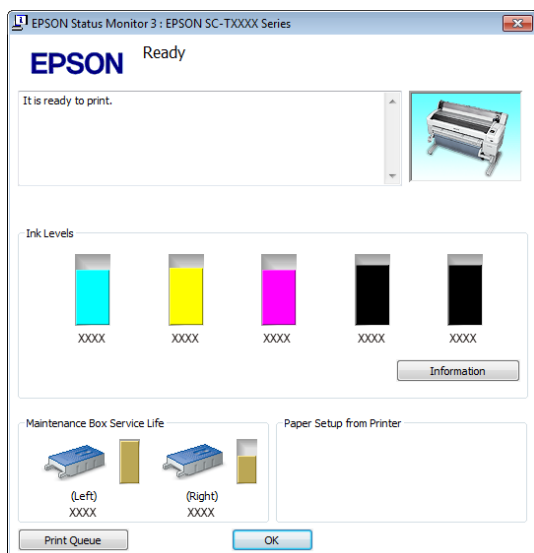 EPSON Status Monitor 3 : EPSON SC-TXXXX Series
EPSON
Ready
It is ready to print.
Ink Levels
XXXX XXXX XXXX XXXX XXXX
Information
Maintenance Box Service Life
(Left) (Right)
XXXX XXXX
Paper Setup from Printer
Print Queue OK